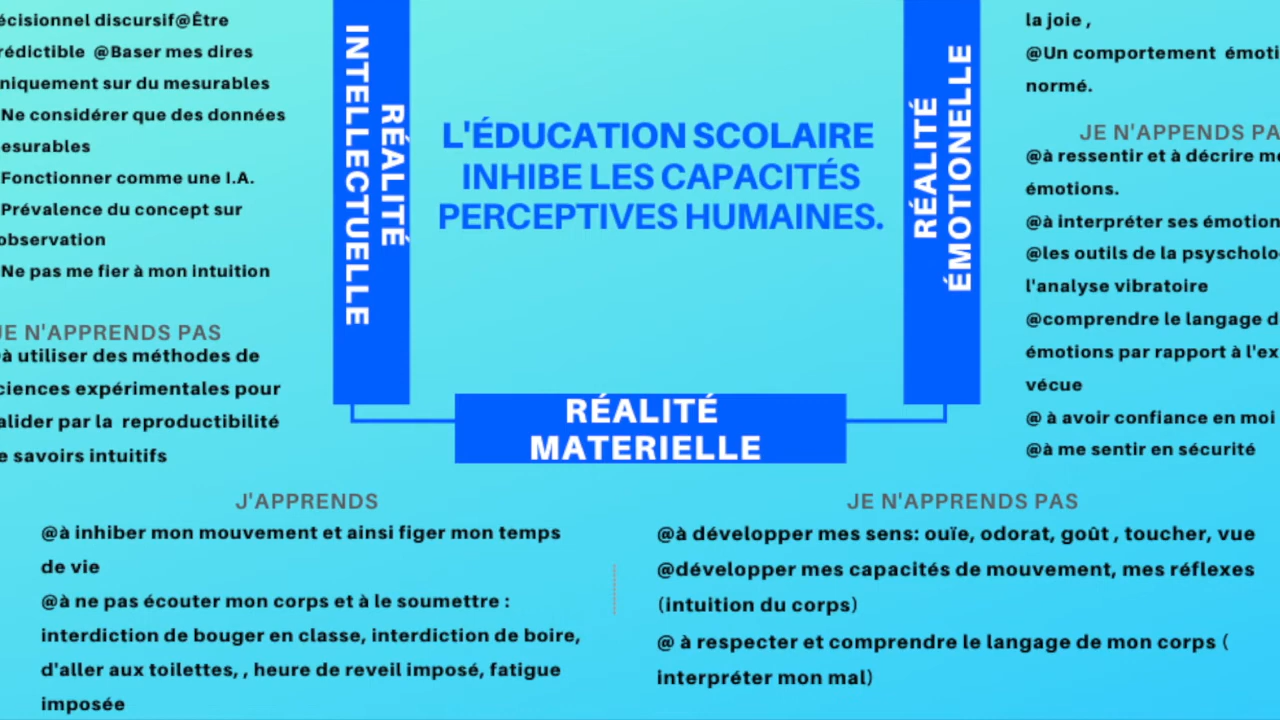 écisionnel discursif@Être
rédictible @Baser mes dires
niquement sur du mesurables
Ne considérer que des données
esurables
Fonctionner comme une I.A.
Prévalence du concept sur
observation
Ne pas me fier à mon intuition
JE N'APPRENDS PAS
à utiliser des méthodes de
ciences expérimentales pour
alider par la reproductibilité
e savoirs intuitifs
RÉALITÉ
INTELLECTUELLE
L'ÉDUCATION SCOLAIRE
INHIBE LES CAPACITÉS
PERCEPTIVES HUMAINES.
RÉALITÉ
ÉMOTIONELLE
la joie ,
@Un comportement émoti
normé.
JE N'APPENDS PA
@à ressentir et à décrire me
émotions.
@à interpréter ses émotion
@les outils de la psyscholo
l'analyse vibratoire
@comprendre le langage d
émotions par rapport à l'ex
vécue
@ à avoir confiance en moi
@à me sentir en sécurité
RÉALITÉ
MATERIELLE
J'APPRENDS
@à inhiber mon mouvement et ainsi figer mon temps
de vie
@à ne pas écouter mon corps et à le soumettre :
interdiction de bouger en classe, interdiction de boire,
d'aller aux toilettes, , heure de reveil imposé, fatigue
imposée
JE N'APPRENDS PAS
@à développer mes sens: ouïe, odorat, goût , toucher, vue
@développer mes capacités de mouvement, mes réflexes
(intuition du corps)
@ à respecter et comprendre le langage de mon corps (
interpréter mon mal)